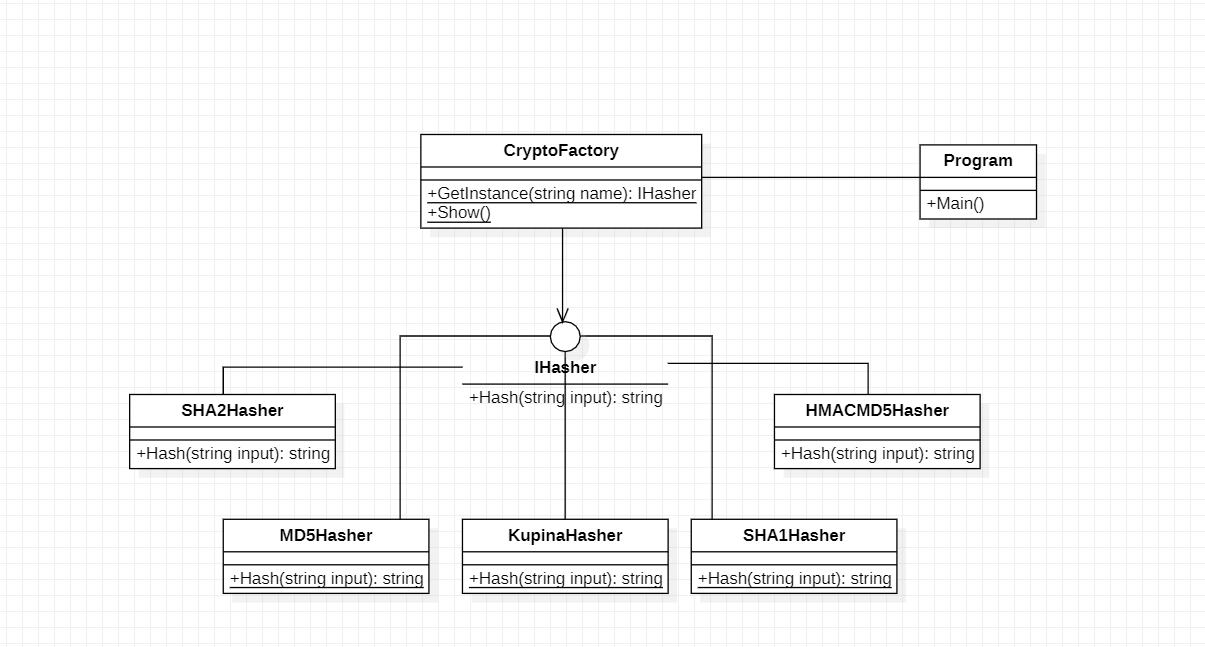 CryptoFactory
+GetInstance(string name): IHasher
+Show()
Program
+Main()
IHasher
+Hash(string input): string
SHA2Hasher
+Hash(string input): string
HMACMD5Hasher
+Hash(string input): string
MD5Hasher
+Hash(string input): string
KupinaHasher
+Hash(string input): string
SHA1Hasher
+Hash(string input): string